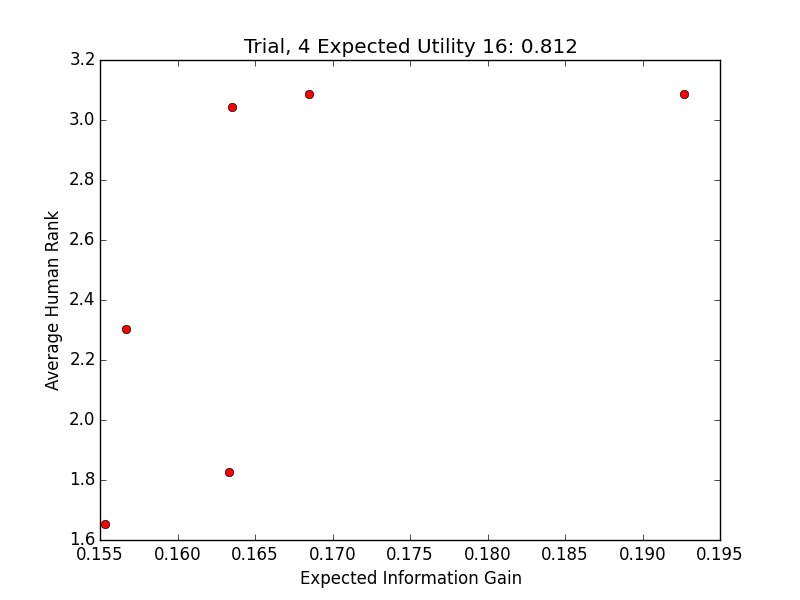 Trial, 4 Expected Utility 16: 0.812
3.2
3.0
2.8
2.6
2.4
2.2
2.0
1.8
1.6
Average Human Rank
0.155 0.160 0.165 0.170 0.175 0.180 0.185 0.190 0.195
Expected Information Gain